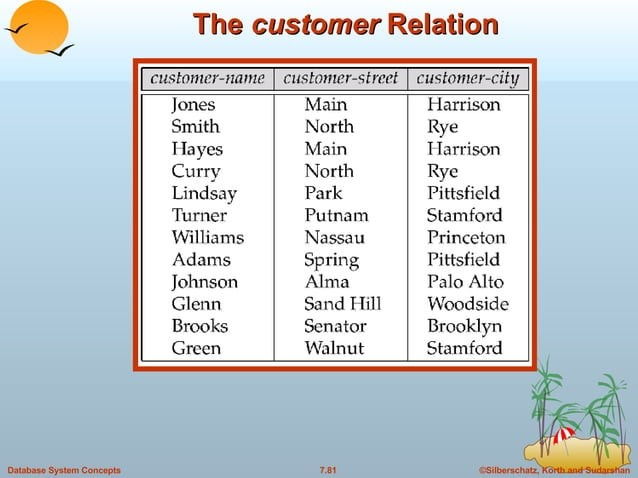 The customer Relation
customer-name customer-street customer-city
Jones Main Harrison
Smith North Rye
Hayes Main Harrison
Curry North Rye
Lindsay Park Pittsfield
Turner Putnam Stamford
Williams Nassau Princeton
Adams Spring Pittsfield
Johnson Alma Palo Alto
Glenn Sand Hill Woodside
Brooks Senator Brooklyn
Green Walnut Stamford
Database System Concepts 7.81 ©Silberschatz, Korth and Sudarshan